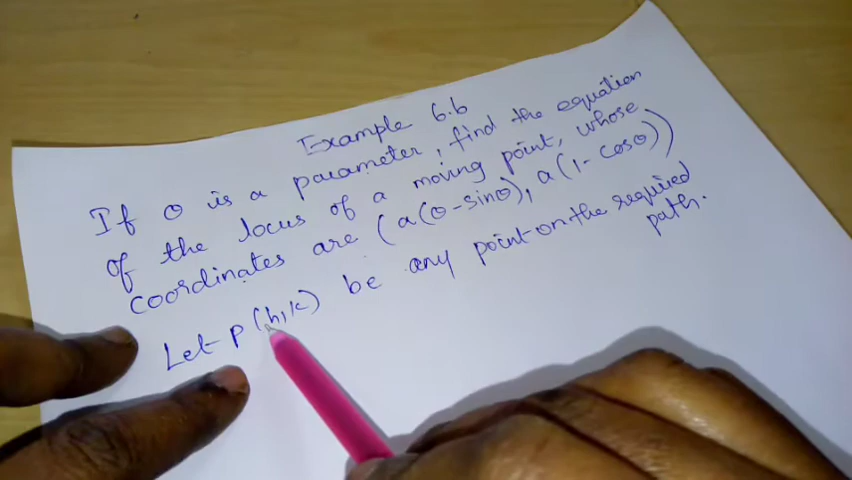 Example 6.6
If θ is a parameter, find the equation
of the locus of a moving point, whose
coordinates are (a(θ-sinθ), a(1-cosθ))
Let P(h,k) be any point on the required
path.